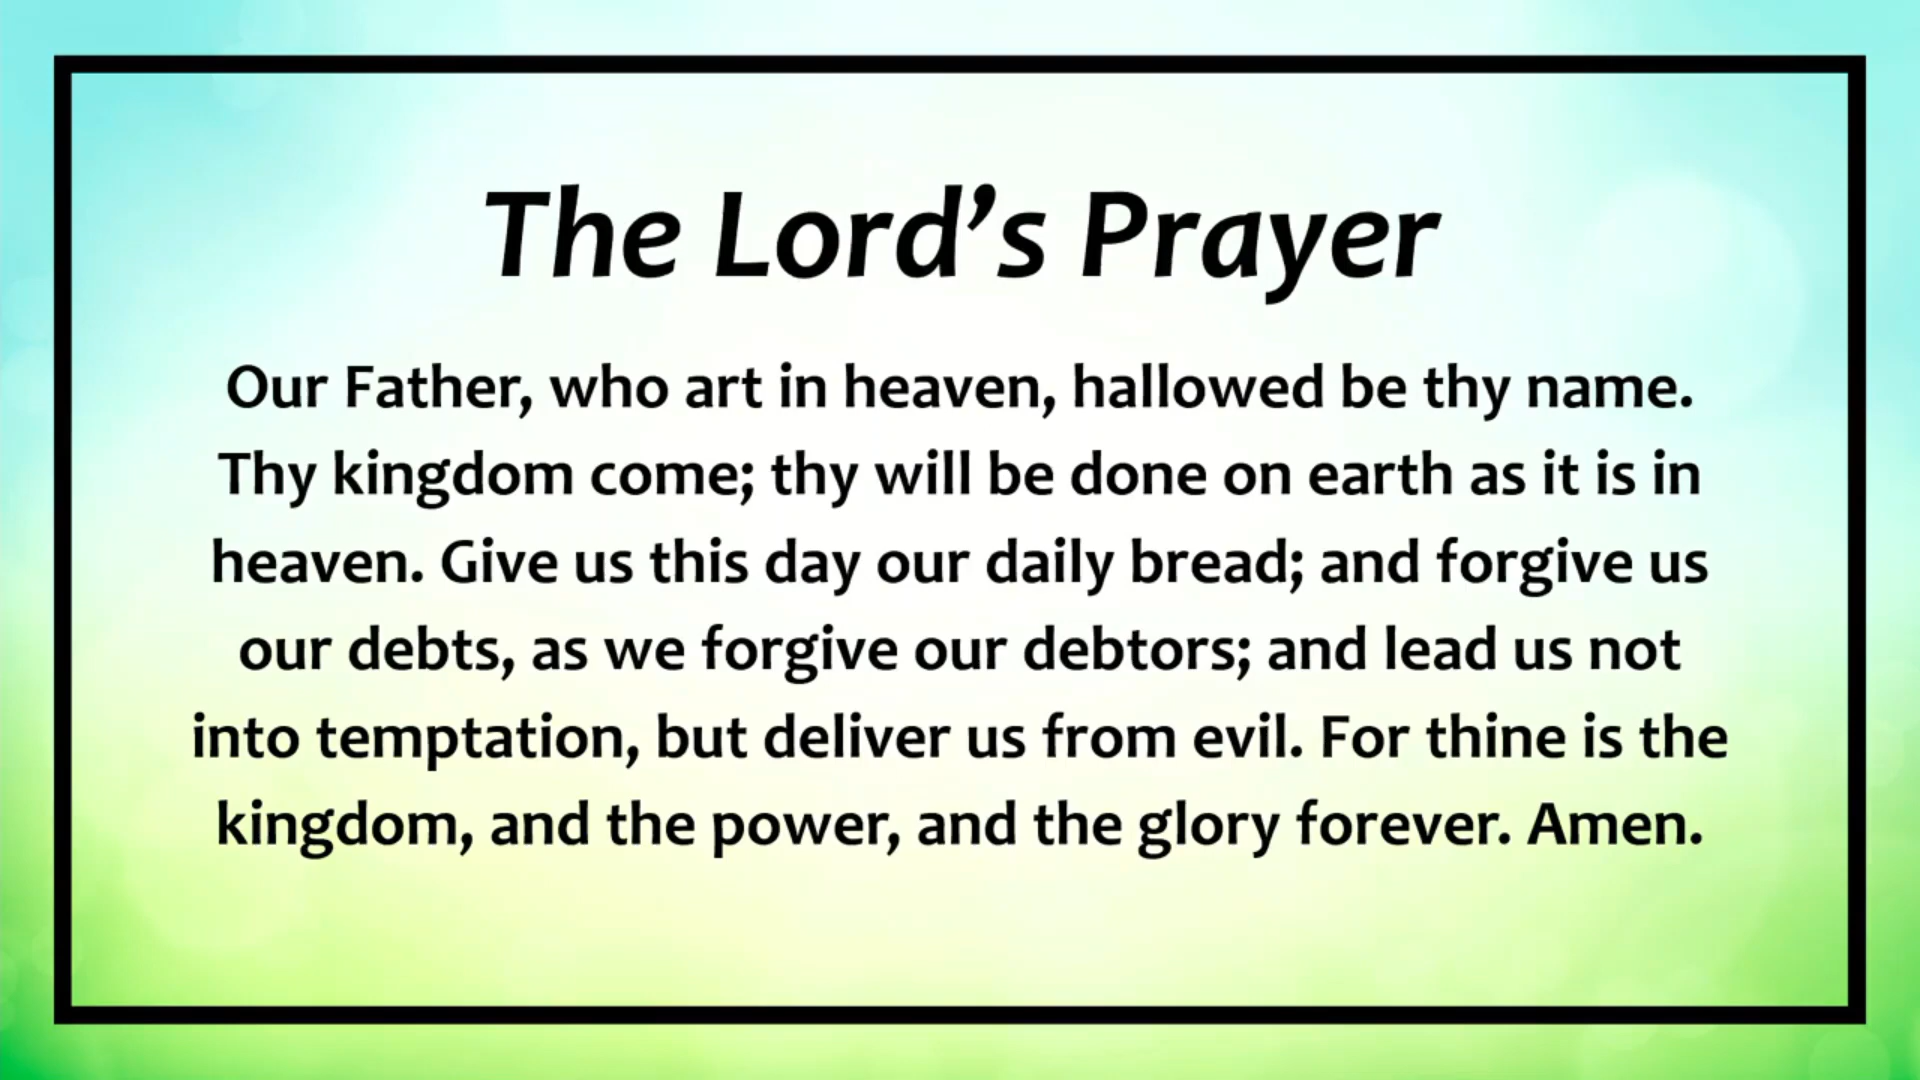 The Lord’s Prayer
Our Father, who art in heaven, hallowed be thy name.
Thy kingdom come; thy will be done on earth as it is in
heaven. Give us this day our daily bread; and forgive us
our debts, as we forgive our debtors; and lead us not
into temptation, but deliver us from evil. For thine is the
kingdom, and the power, and the glory forever. Amen.